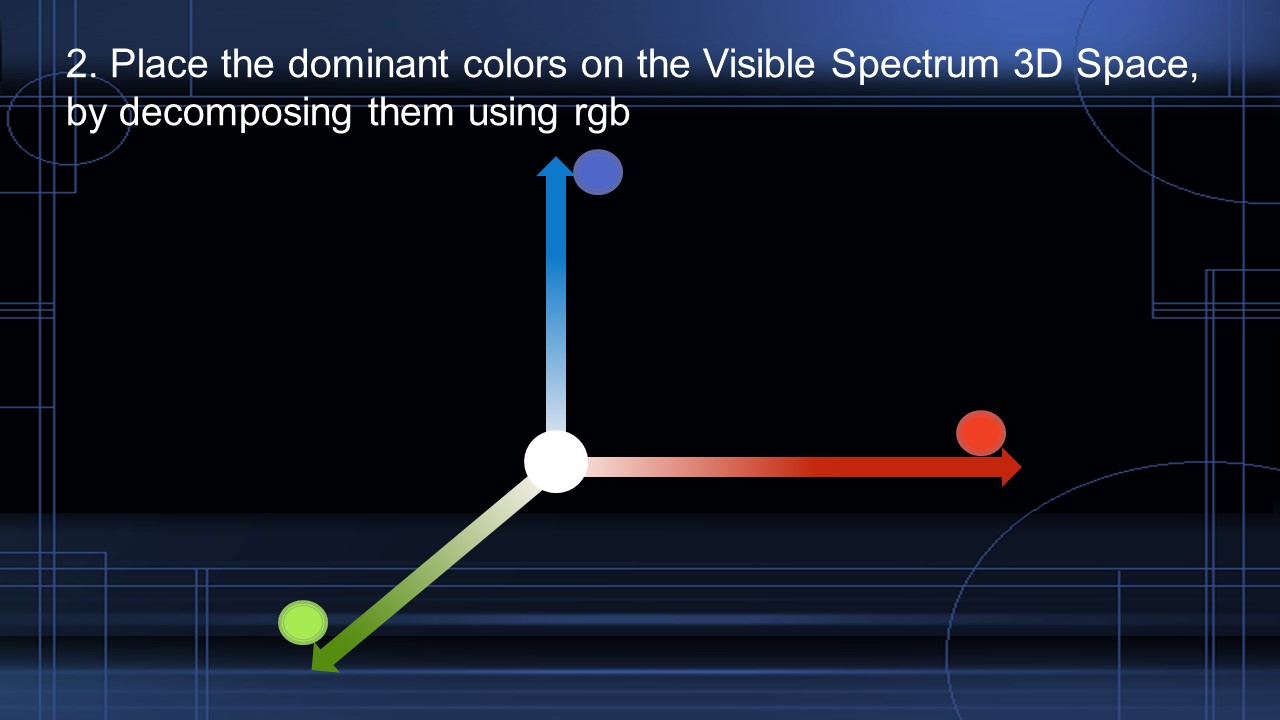 2. Place the dominant colors on the Visible Spectrum 3D Space,
by decomposing them using rgb